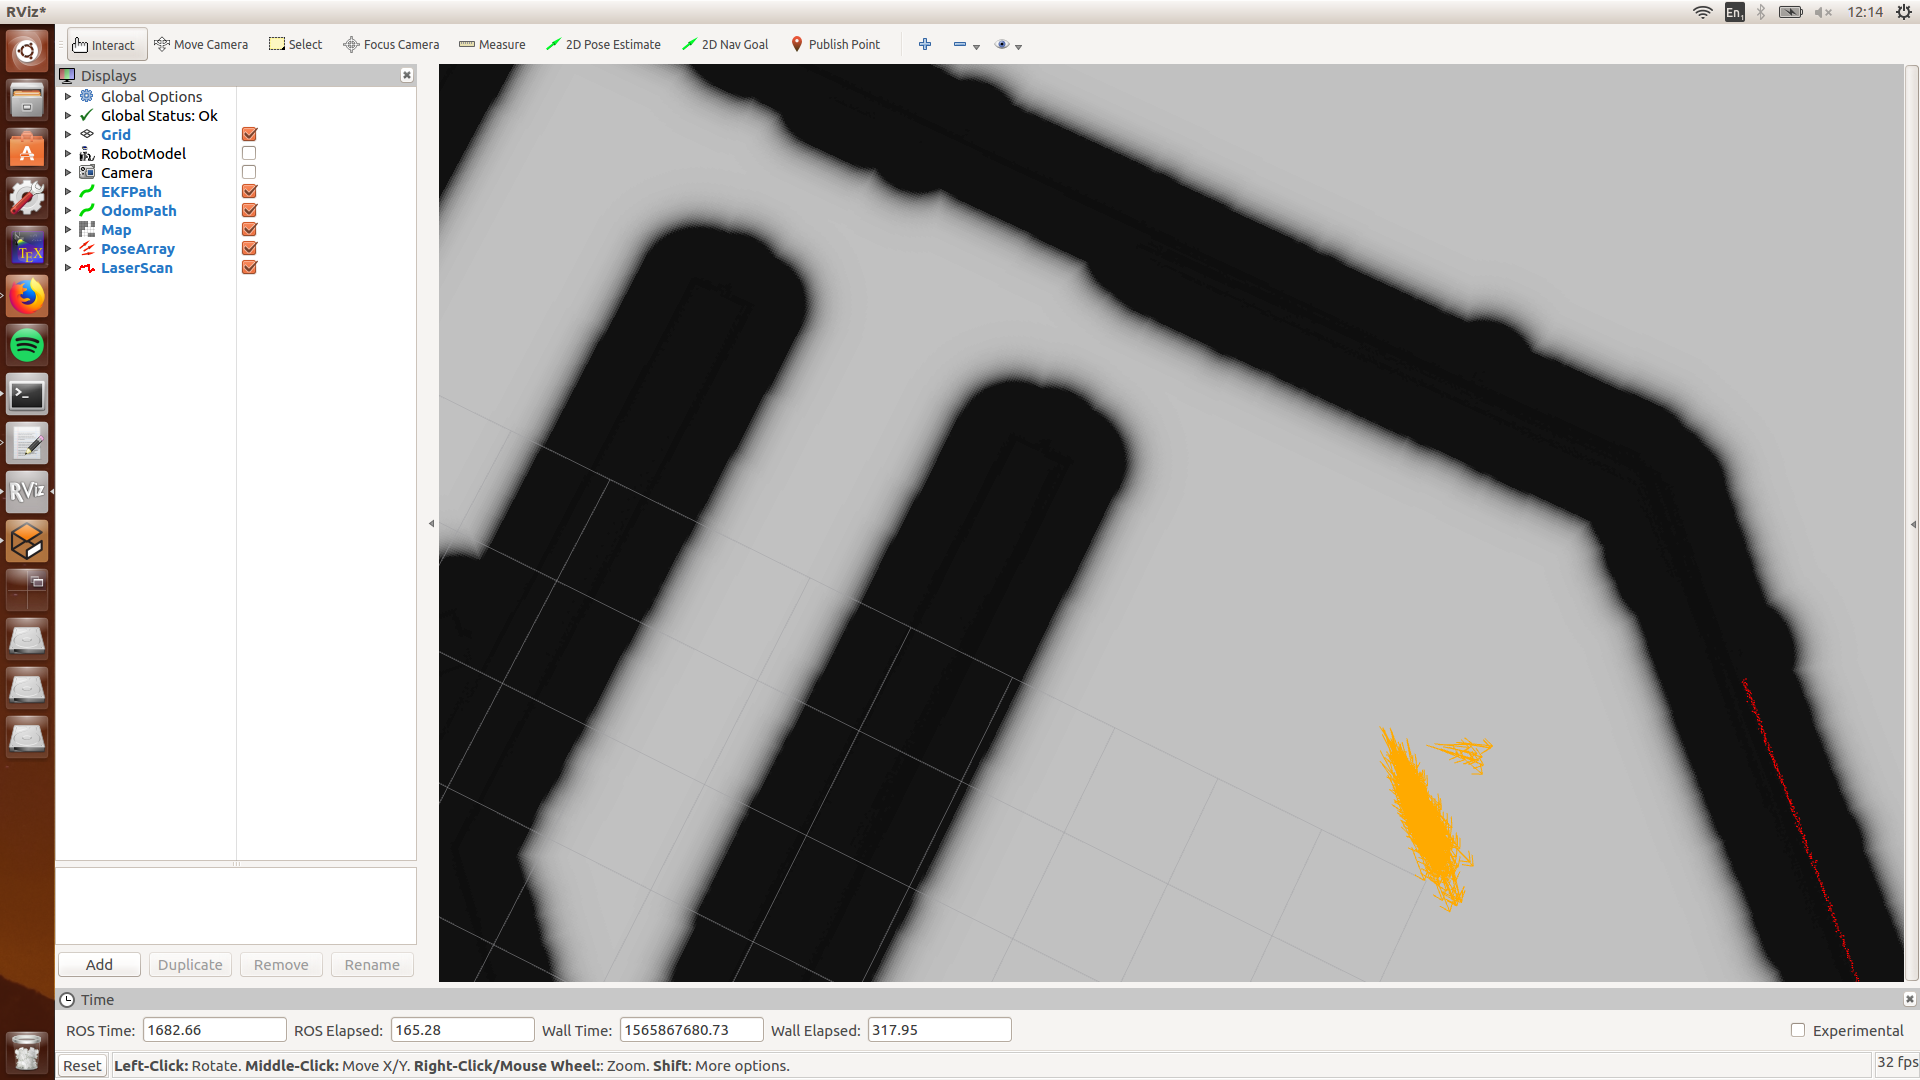 RViz*
En1 12:14
Interact Move Camera Select Focus Camera Measure 2D Pose Estimate 2D Nav Goal Publish Point
Displays
Global Options
Global Status: Ok
Grid
RobotModel
Camera
EKFPath
OdomPath
Map
PoseArray
LaserScan
TEX
RViz
Add Duplicate Remove Rename
Time
ROS Time: 1682.66 ROS Elapsed: 165.28 Wall Time: 1565867680.73 Wall Elapsed: 317.95 Experimental
Reset Left-Click: Rotate. Middle-Click: Move X/Y. Right-Click/Mouse Wheel:: Zoom. Shift: More options. 32 fps